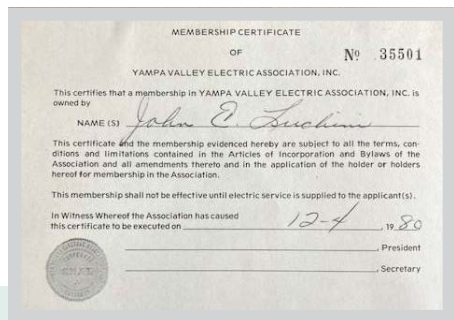 MEMBERSHIP CERTIFICATE
OF
Nº 35501
YAMPA VALLEY ELECTRIC ASSOCIATION, INC.
This certifies that a membership in YAMPA VALLEY ELECTRIC ASSOCIATION, INC. is
owned by
NAME (S) John E. Luchini
This certificate and the membership evidenced hereby are subject to all the terms, con-
ditions and limitations contained in the Articles of Incorporation and Bylaws of the
Association and all amendments thereto and in the application of the holder or holders
hereof for membership in the Association.
This membership shall not be effective until electric service is supplied to the applicant(s).
In Witness Whereof the Association has caused
this certificate to be executed on 12-4, 1980
, President
, Secretary
SEAL